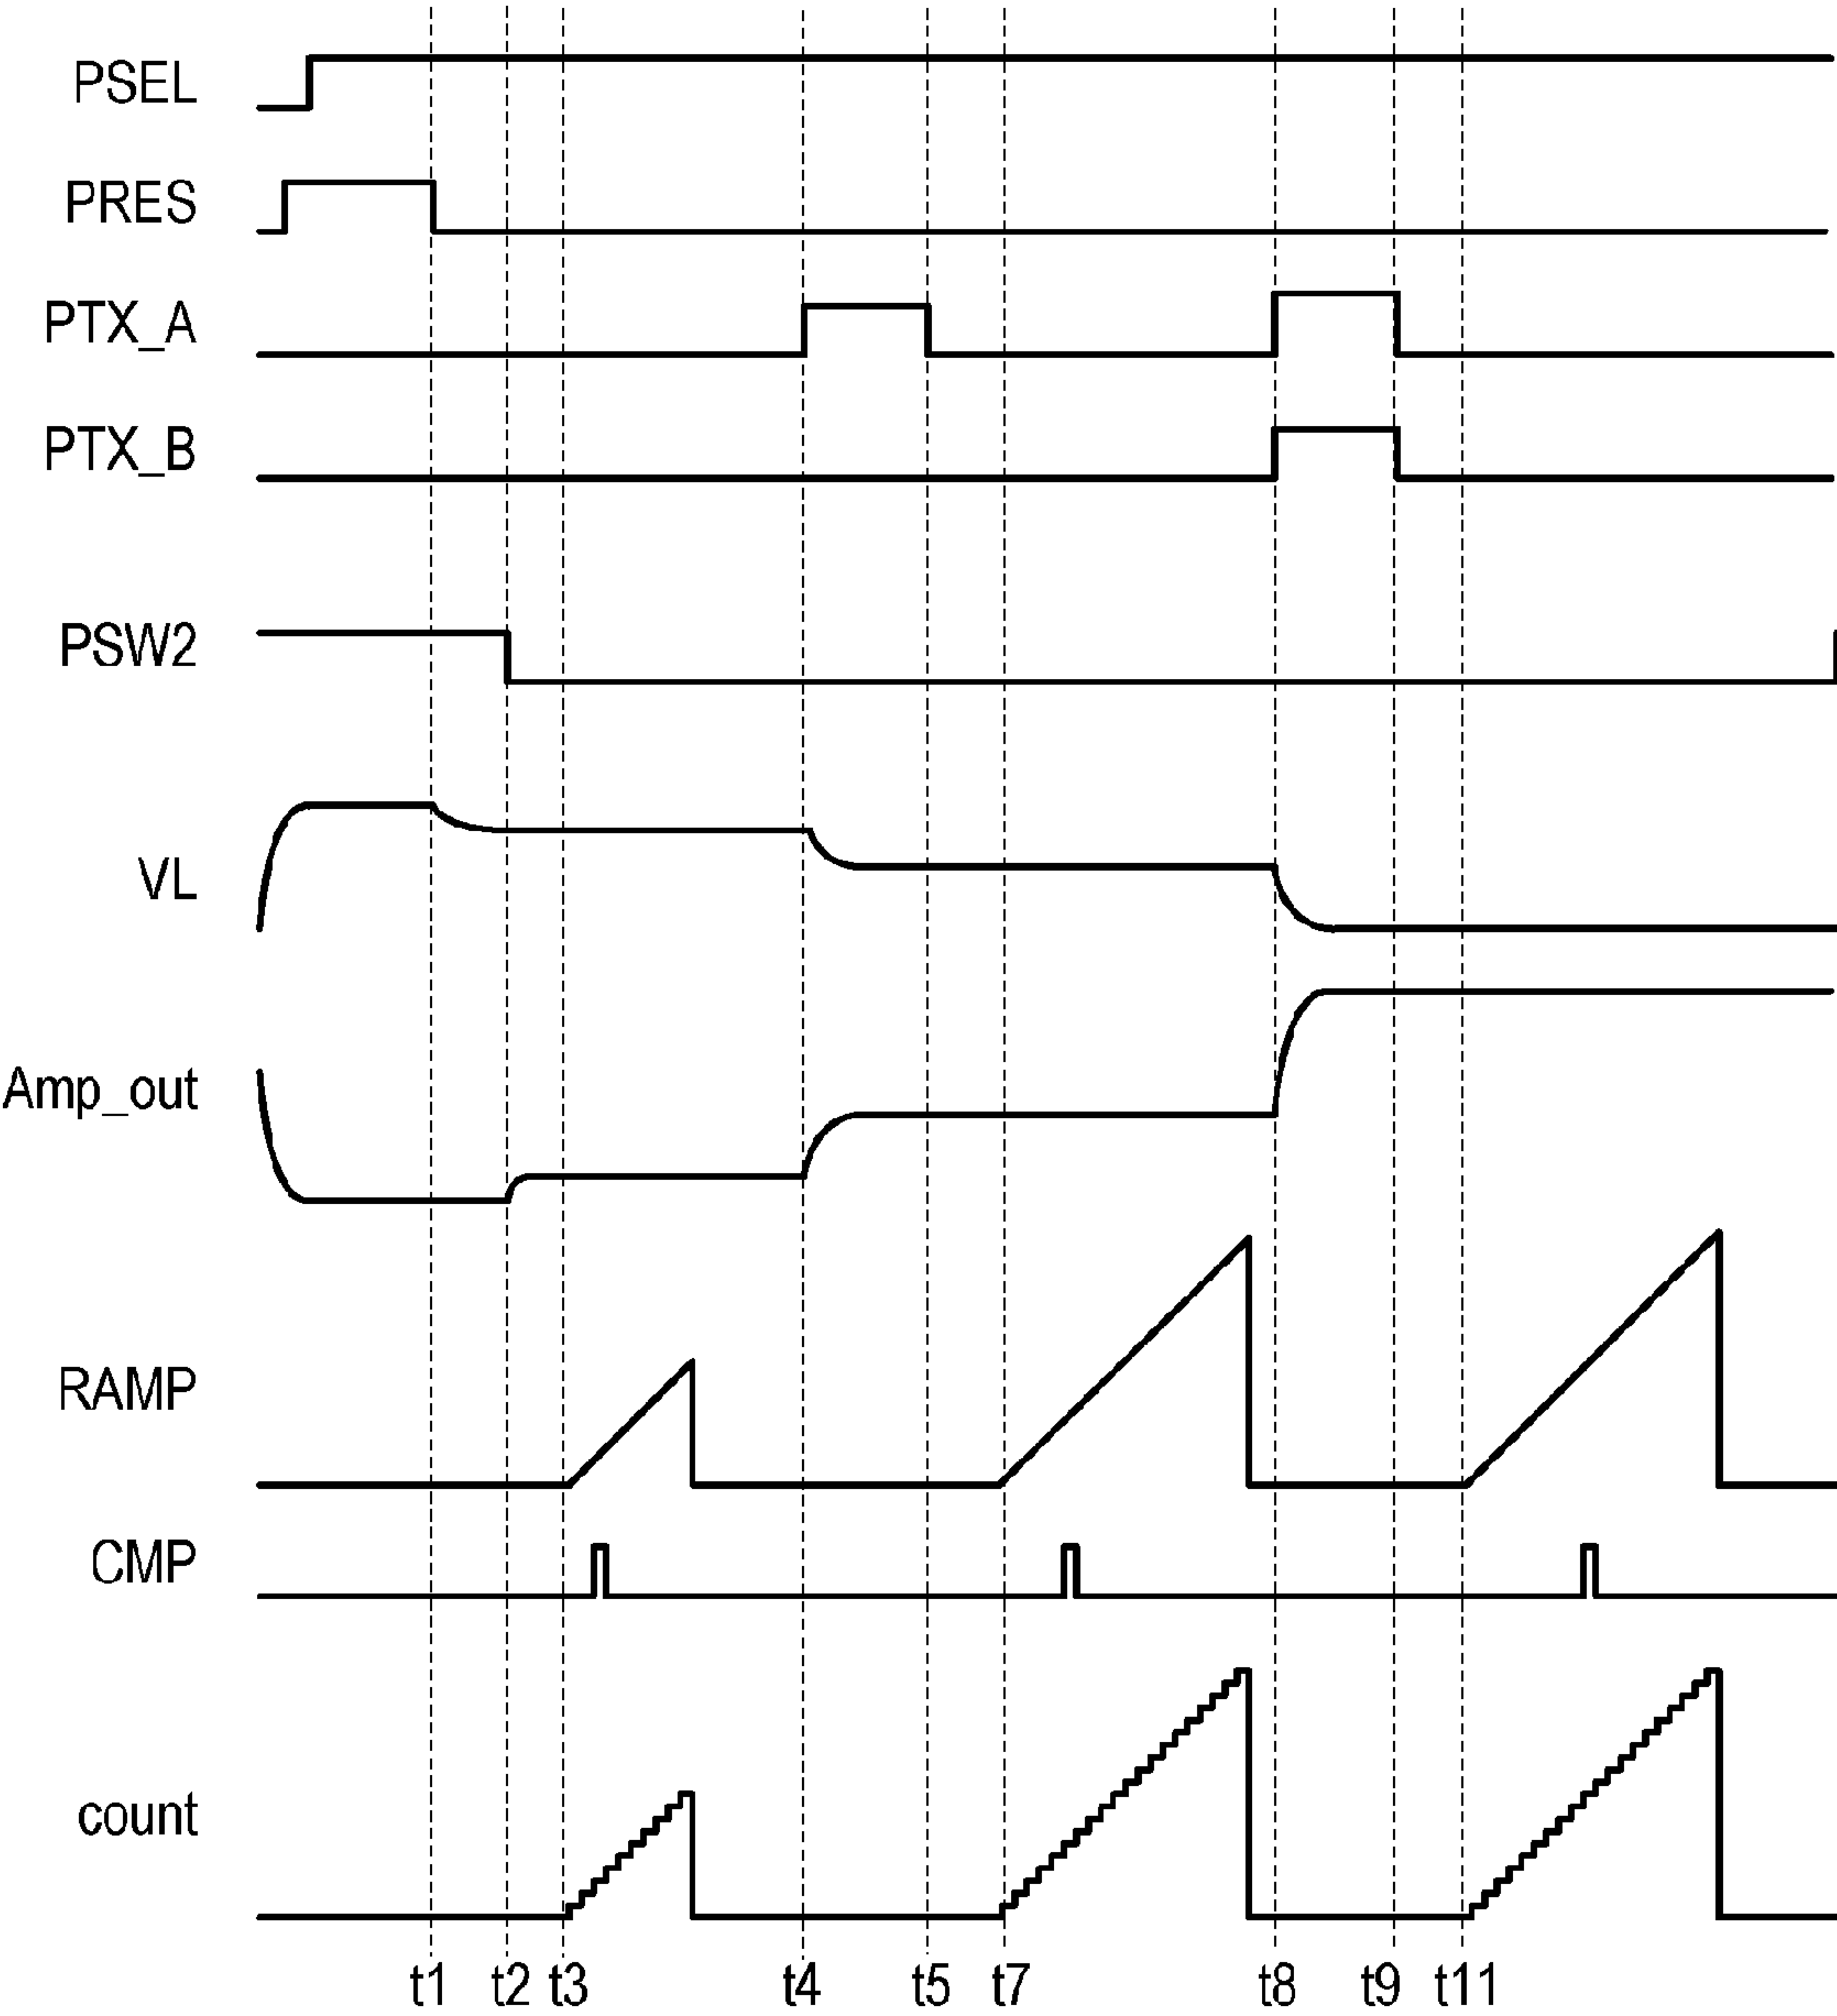 PSEL
PRES
PTX_A
PTX_B
PSW2
VL
Amp_out
RAMP
CMP
count
t1 t2 t3 t4 t5 t7 t8 t9 t11